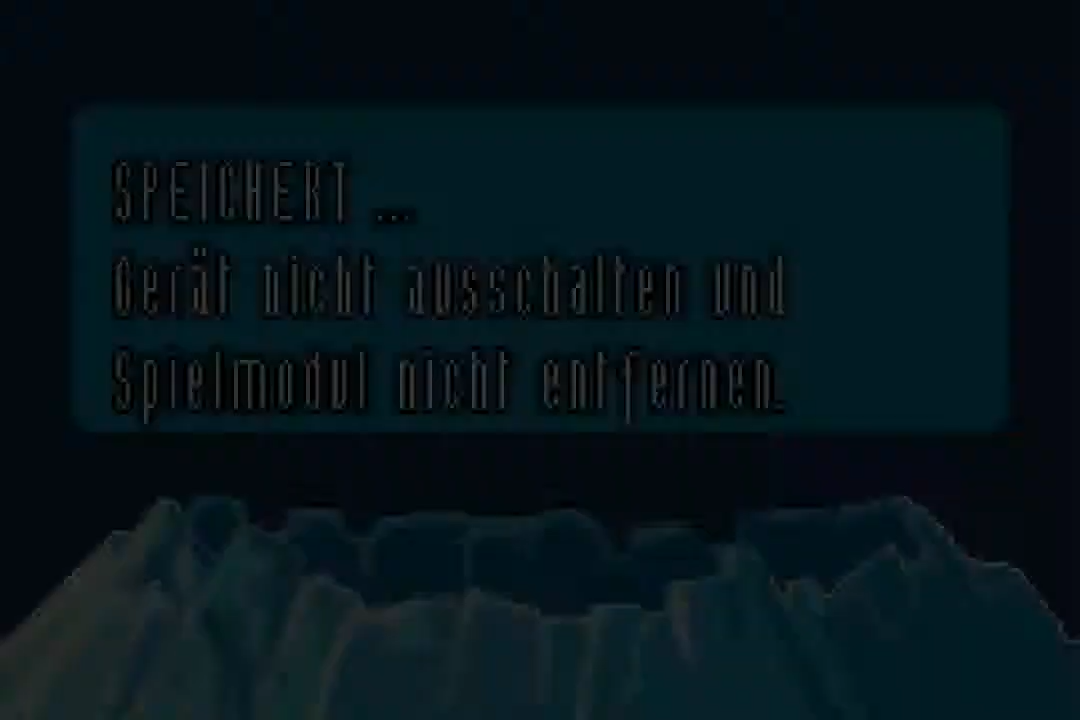 SPEICHERT ...
Gerät nicht ausschalten und
Spielmodul nicht entfernen.